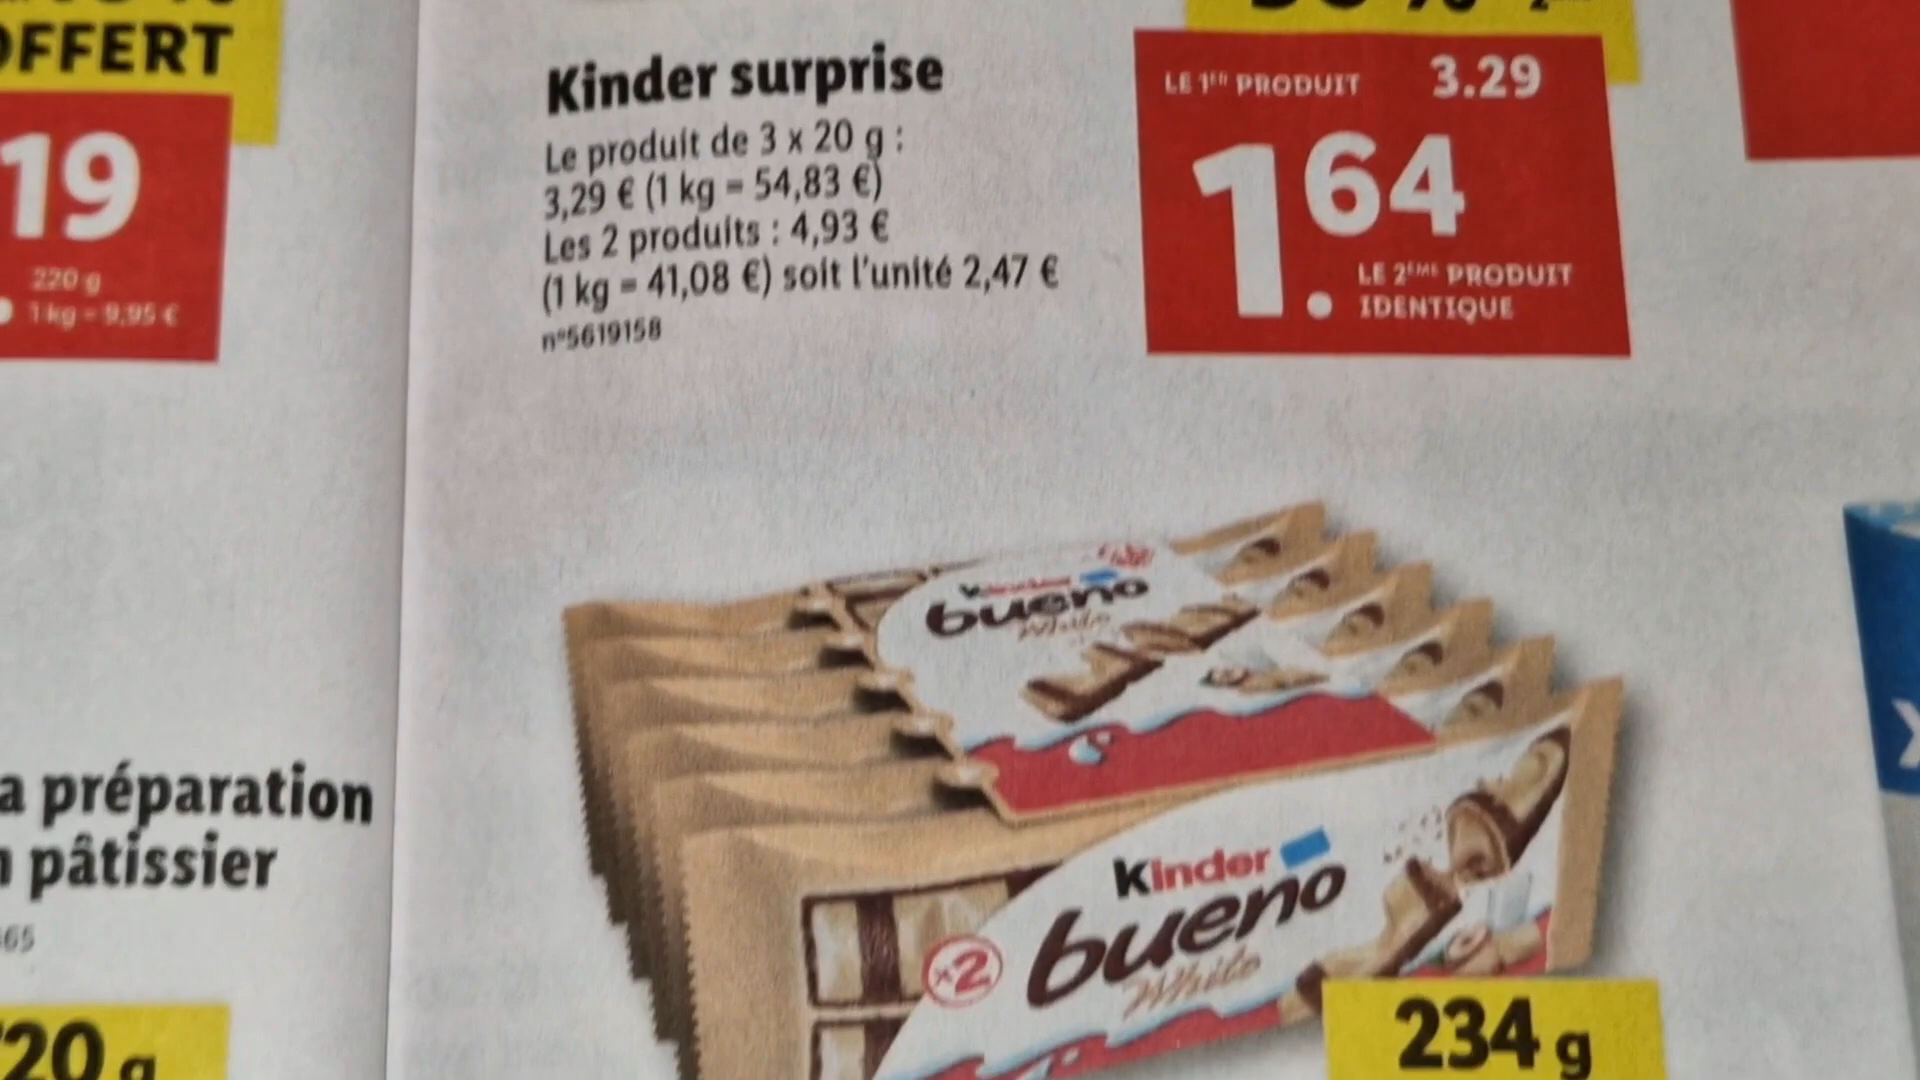 OFFERT
19
220 g
1 kg = 9,95 €
Kinder surprise
Le produit de 3 x 20 g :
3,29 € (1 kg = 54,83 €)
Les 2 produits : 4,93 €
(1 kg = 41,08 €) soit l'unité 2,47 €
n°5619158
LE 1ER PRODUIT 3.29
1.64
LE 2ÈME PRODUIT
IDENTIQUE
a préparation
pâtissier
65
20 g
kinder
bueno
White
kinder
bueno
White
x2
234 g